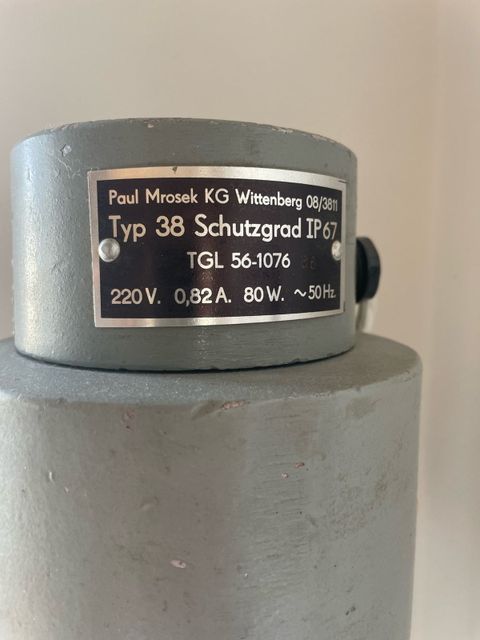 Paul Mrosek KG Wittenberg 08/3811
Typ 38 Schutzgrad IP 67
TGL 56-1076
220 V. 0,82 A. 80 W. ~ 50 Hz.